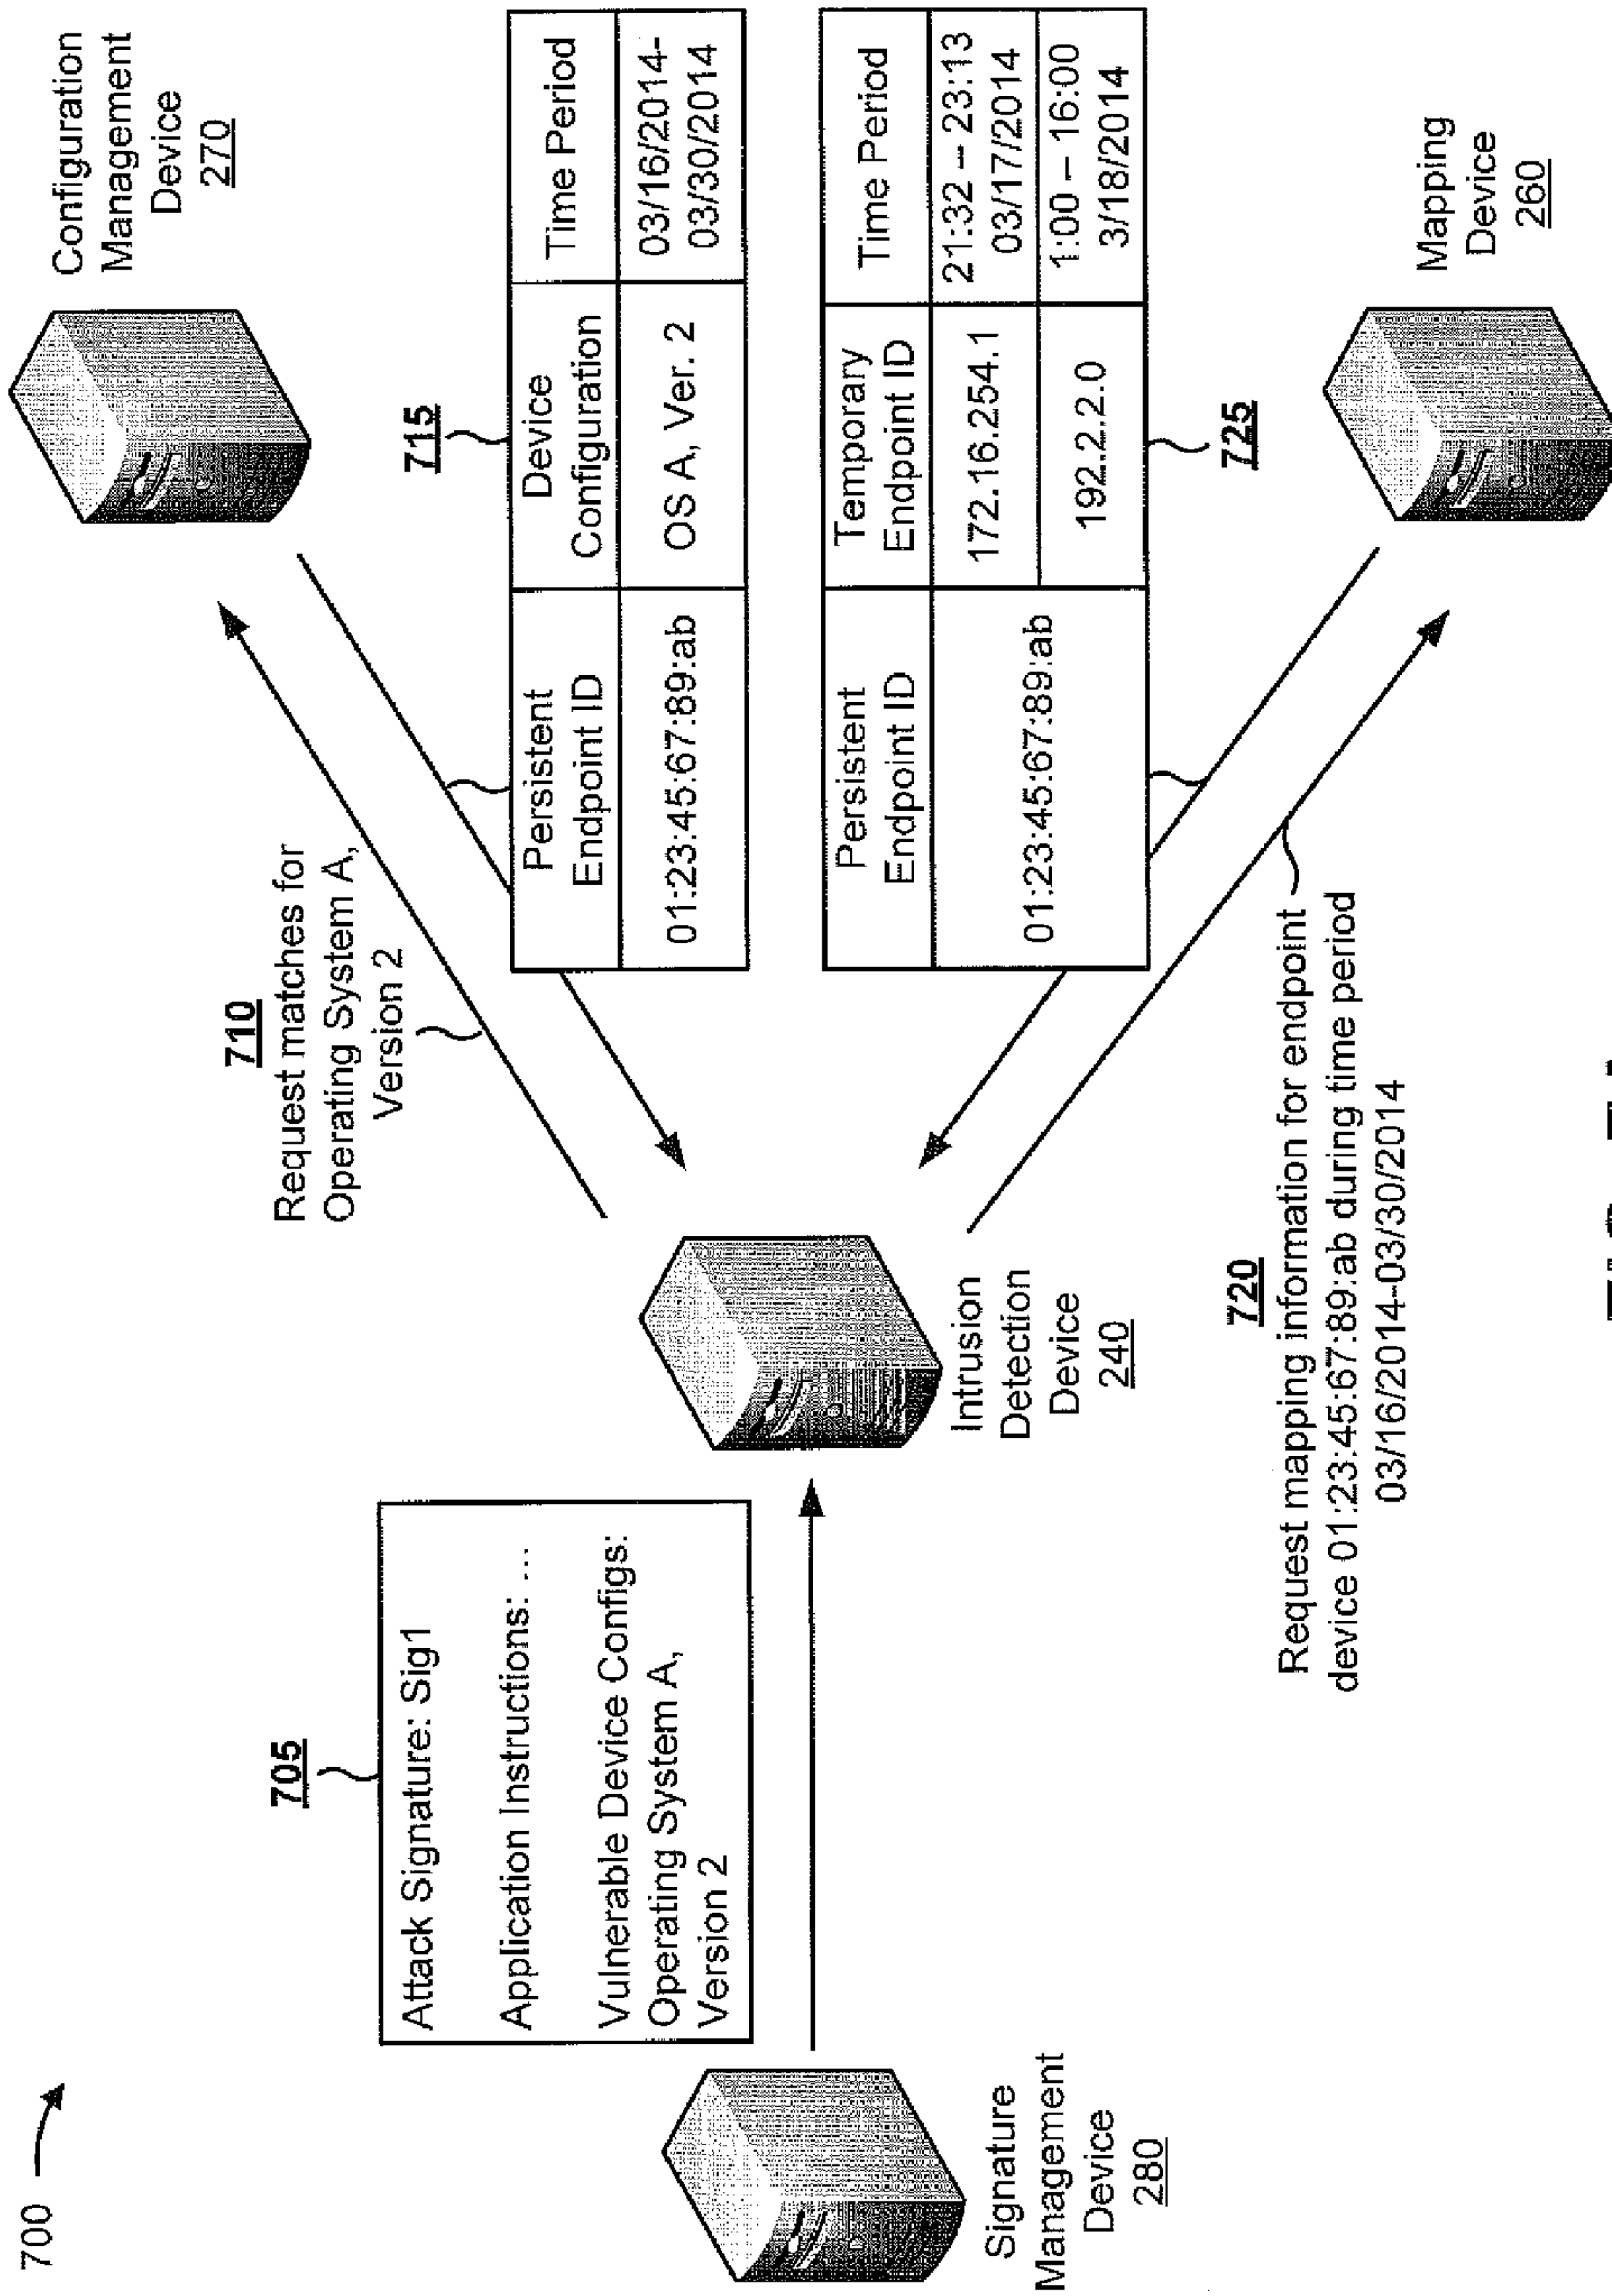 700
705
Attack Signature: Sig1
Application Instructions: ...
Vulnerable Device Configs:
Operating System A,
Version 2
Signature
Management
Device
280
Intrusion
Detection
Device
240
710
Request matches for
Operating System A,
Version 2
Configuration
Management
Device
270
715
Persistent
Endpoint ID
Device
Configuration
Time Period
01:23:45:67:89:ab
OS A, Ver. 2
03/16/2014-
03/30/2014
Persistent
Endpoint ID
Temporary
Endpoint ID
Time Period
01:23:45:67:89:ab
172.16.254.1
21:32 – 23:13
03/17/2014
192.2.2.0
1:00 – 16:00
3/18/2014
725
720
Request mapping information for endpoint
device 01:23:45:67:89:ab during time period
03/16/2014-03/30/2014
Mapping
Device
260